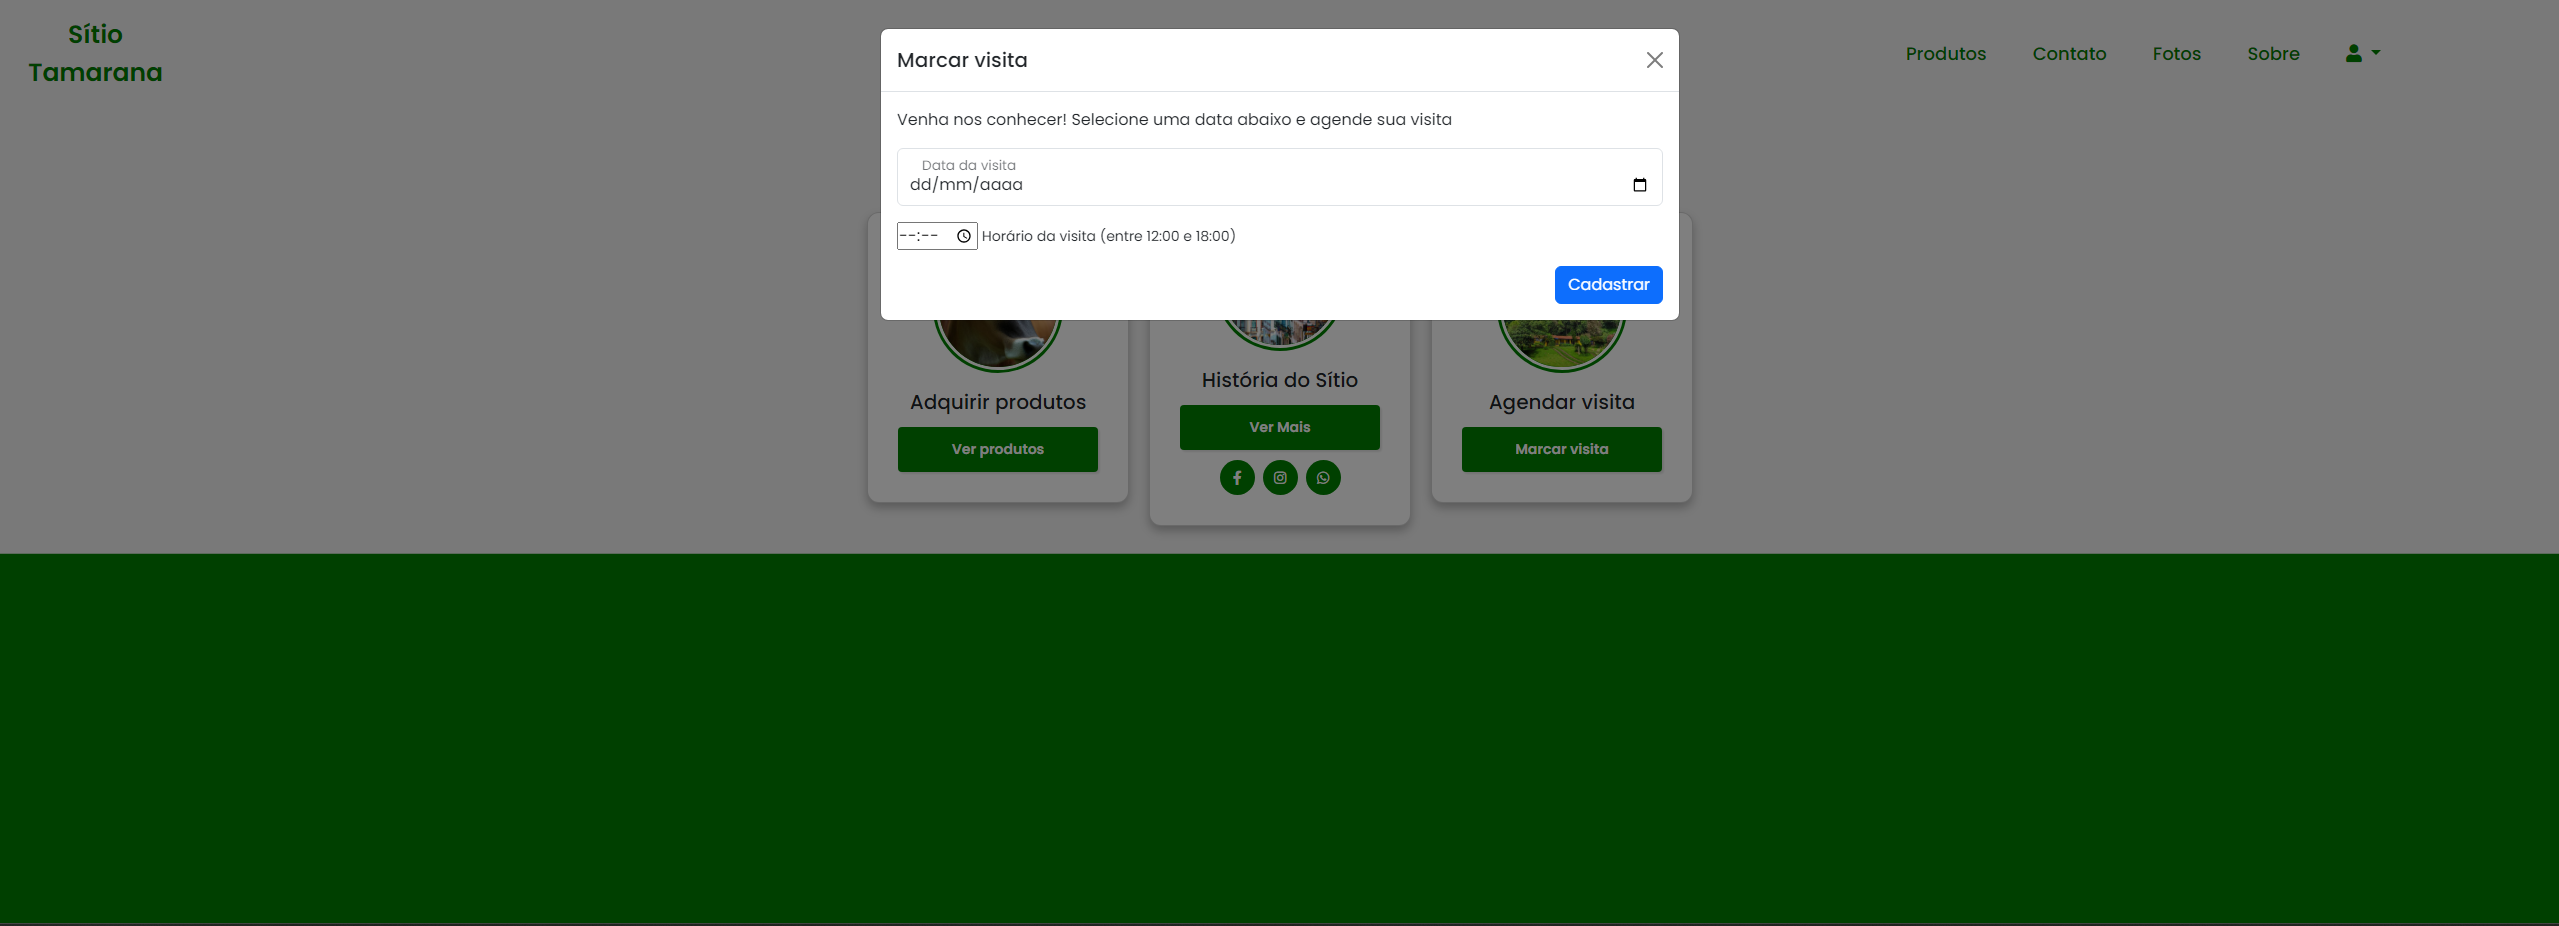 Sítio
Tamarana
Produtos Contato Fotos Sobre
Marcar visita
Venha nos conhecer! Selecione uma data abaixo e agende sua visita
Data da visita
dd/mm/aaaa
--:-- Horário da visita (entre 12:00 e 18:00)
Cadastrar
Adquirir produtos
Ver produtos
História do Sítio
Ver Mais
Agendar visita
Marcar visita